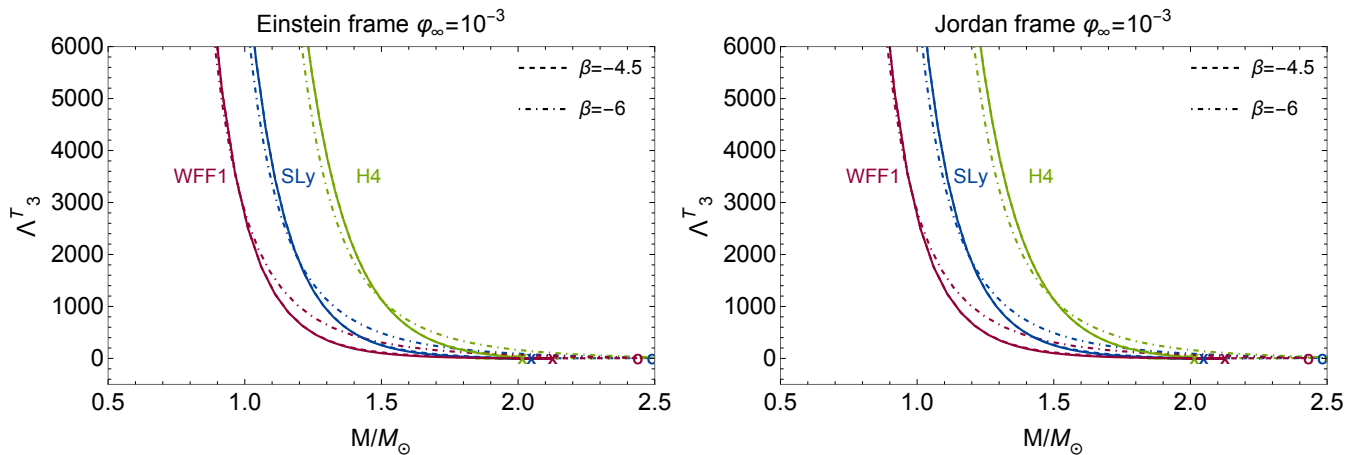 Einstein frame φ∞=10⁻³
6000
5000
4000
3000
2000
1000
0
Λᵀ₃
β=-4.5
β=-6
WFF1
SLy
H4
0.5
1.0
1.5
2.0
2.5
M/M⊙
Jordan frame φ∞=10⁻³
6000
5000
4000
3000
2000
1000
0
Λᵀ₃
β=-4.5
β=-6
WFF1
SLy
H4
0.5
1.0
1.5
2.0
2.5
M/M⊙